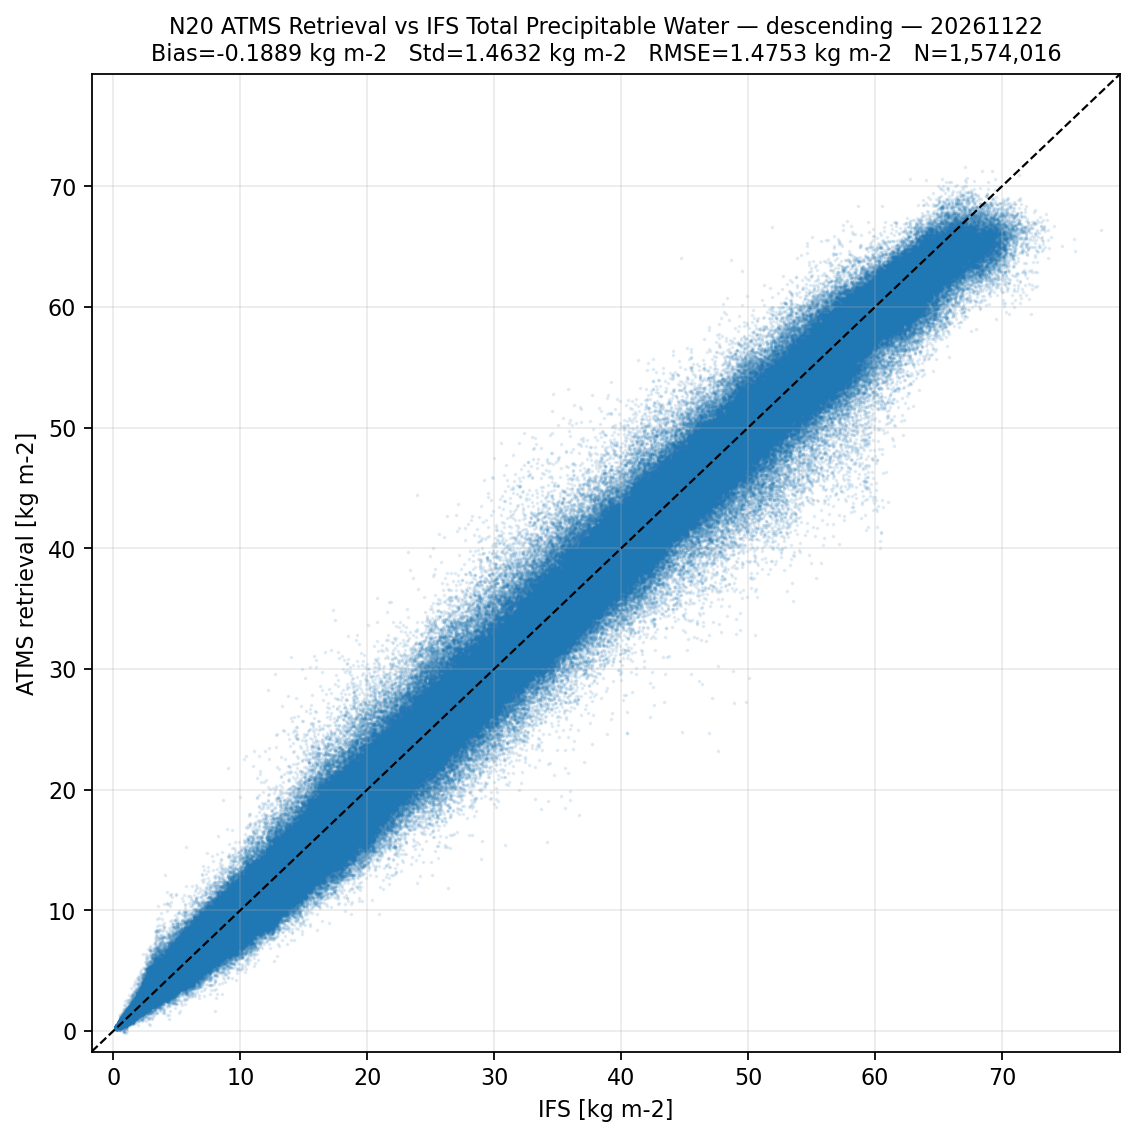 N20 ATMS Retrieval vs IFS Total Precipitable Water — descending — 20261122
Bias=-0.1889 kg m-2   Std=1.4632 kg m-2   RMSE=1.4753 kg m-2   N=1,574,016
70
60
50
40
30
20
10
0
ATMS retrieval [kg m-2]
0 10 20 30 40 50 60 70
IFS [kg m-2]